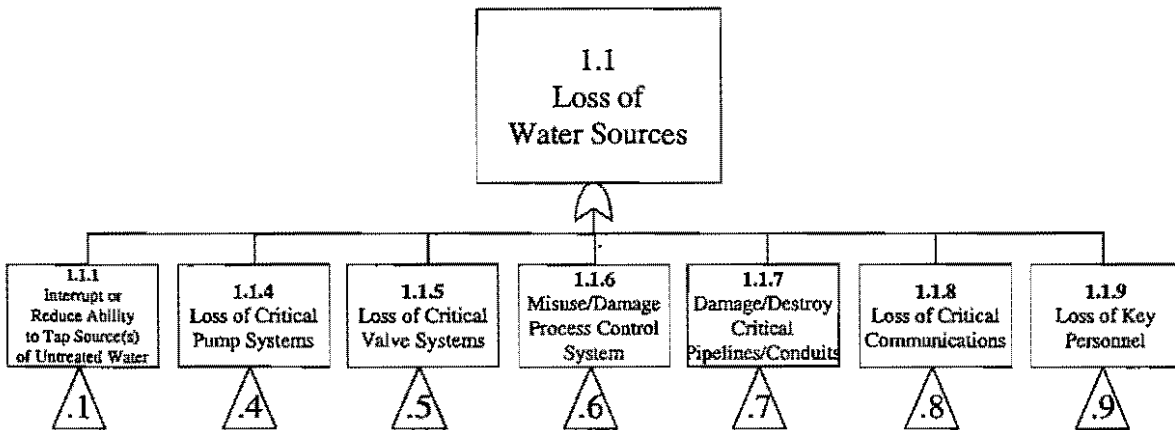 1.1
Loss of
Water Sources
1.1.1
Interrupt or
Reduce Ability
to Tap Source(s)
of Untreated Water
1.1.4
Loss of Critical
Pump Systems
1.1.5
Loss of Critical
Valve Systems
1.1.6
Misuse/Damage
Process Control
System
1.1.7
Damage/Destroy
Critical
Pipelines/Conduits
1.1.8
Loss of Critical
Communications
1.1.9
Loss of Key
Personnel
.1
.4
.5
.6
.7
.8
.9